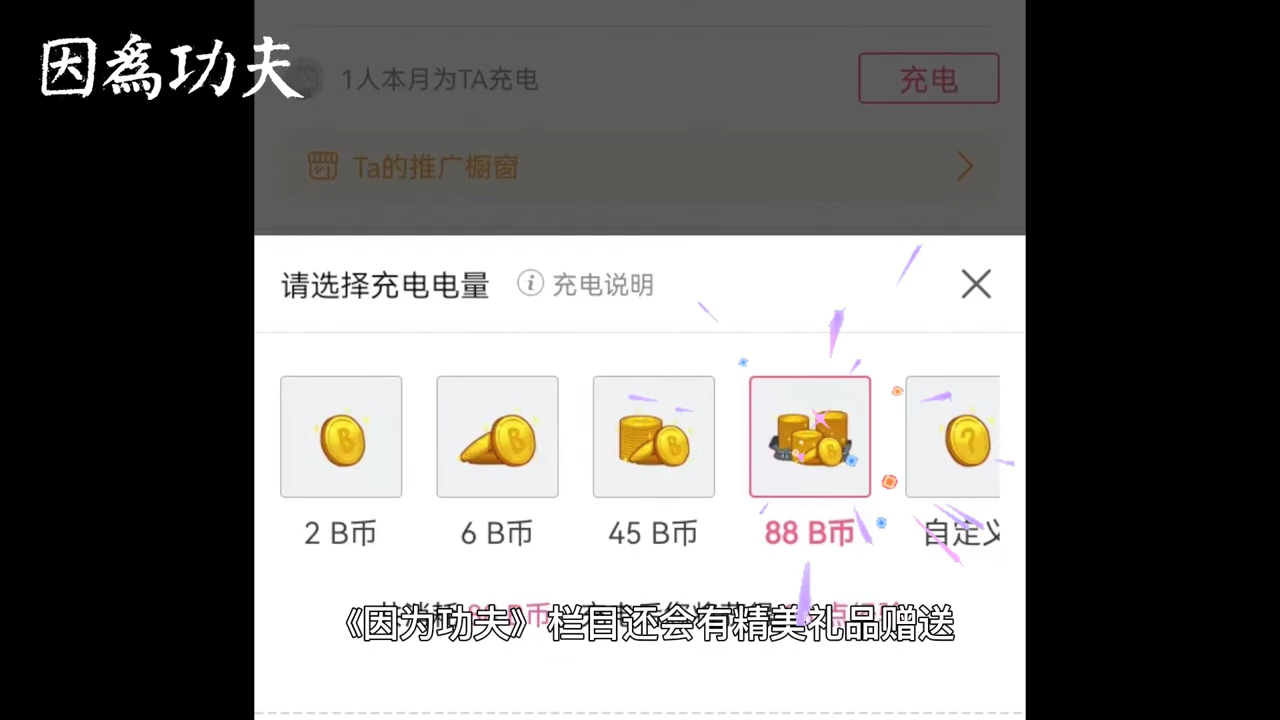 因為功夫
1人本月为TA充电
充电
Ta的推广橱窗
请选择充电电量
充电说明
2 B币
6 B币
45 B币
88 B币
自定义
《因为功夫》栏目还会有精美礼品赠送